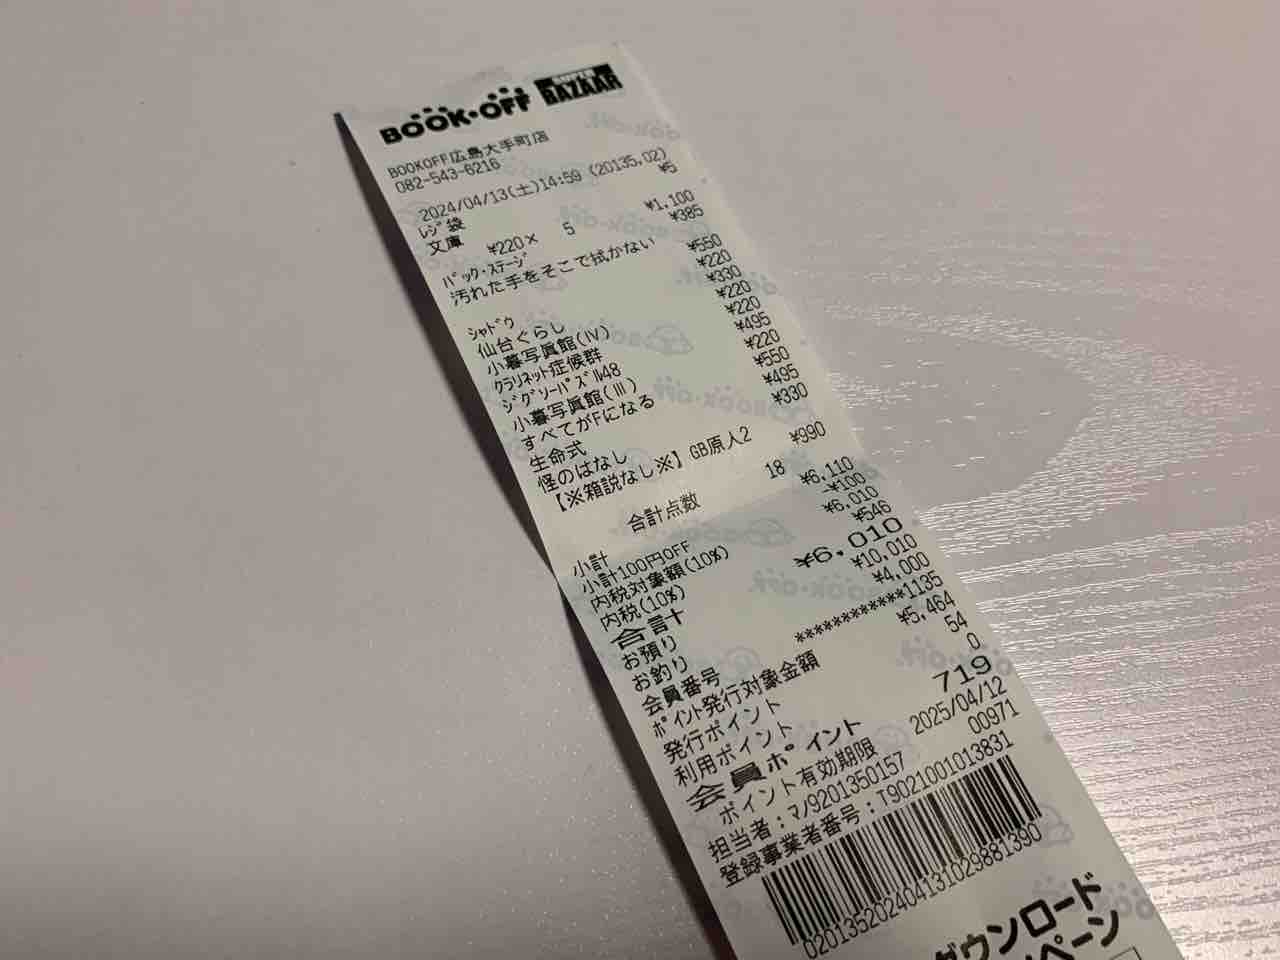 BOOK・OFF SUPER BAZAAR
BOOKOFF広島大手町店
082-543-6216
2024/04/13(土)14:59 (20135,02)
ﾚｼﾞ袋 ¥5
文庫
¥220× 5 ¥1,100
ﾊﾞｯｸ・ｽﾃｰｼﾞ ¥385
汚れた手をそこで拭かない
¥550
ｼｬﾄﾞｳ ¥220
仙台ぐらし ¥330
小暮写眞館(Ⅳ) ¥220
ｸﾗﾘﾈｯﾄ症候群 ¥220
ｼﾞｸﾞｿｰﾊﾟｽﾞﾙ48 ¥495
小暮写眞館(Ⅲ) ¥220
すべてがFになる ¥550
生命式 ¥495
怪のはなし ¥330
【※箱説なし※】GB原人2
¥990
合計点数 18
小計 ¥6,110
小計100円OFF -¥100
内税対象額(10%) ¥6,010
内税(10%) ¥546
合計 ¥6,010
お預り ¥10,010
お釣り ¥4,000
会員番号 ************1135
ﾎﾟｲﾝﾄ発行対象金額 ¥5,464
発行ポイント 54
利用ポイント 0
会員ﾎﾟイント 719
ポイント有効期限 2025/04/12
担当者:ﾏﾉ9201350157 00971
登録事業者番号:T9021001013831
0201352024041310298813​90
ダウンロード
ペーン